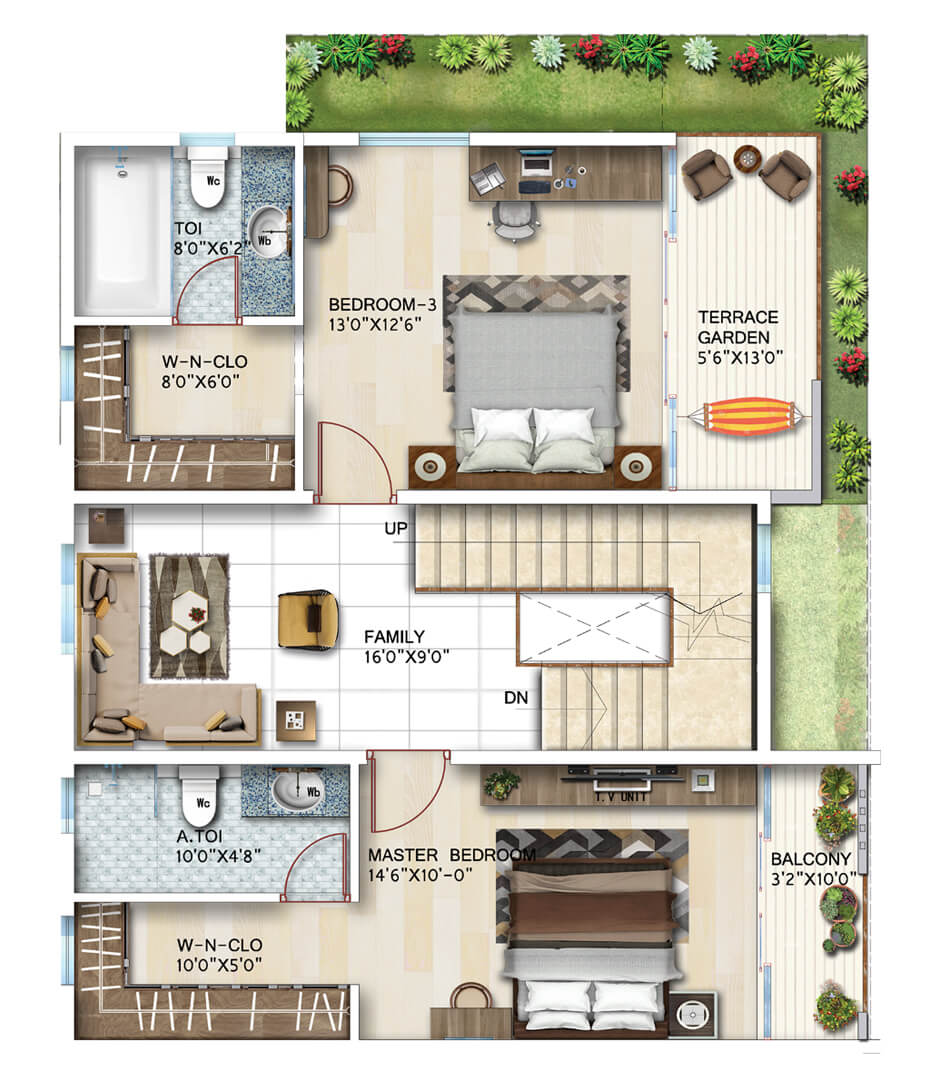 Wc
TOI
8'0"X6'2"
Wb
BEDROOM-3
13'0"X12'6"
TERRACE
GARDEN
5'6"X13'0"
W-N-CLO
8'0"X6'0"
UP
FAMILY
16'0"X9'0"
DN
Wc
Wb
T.V UNIT
A.TOI
10'0"X4'8"
MASTER BEDROOM
14'6"X10'-0"
BALCONY
3'2"X10'0"
W-N-CLO
10'0"X5'0"